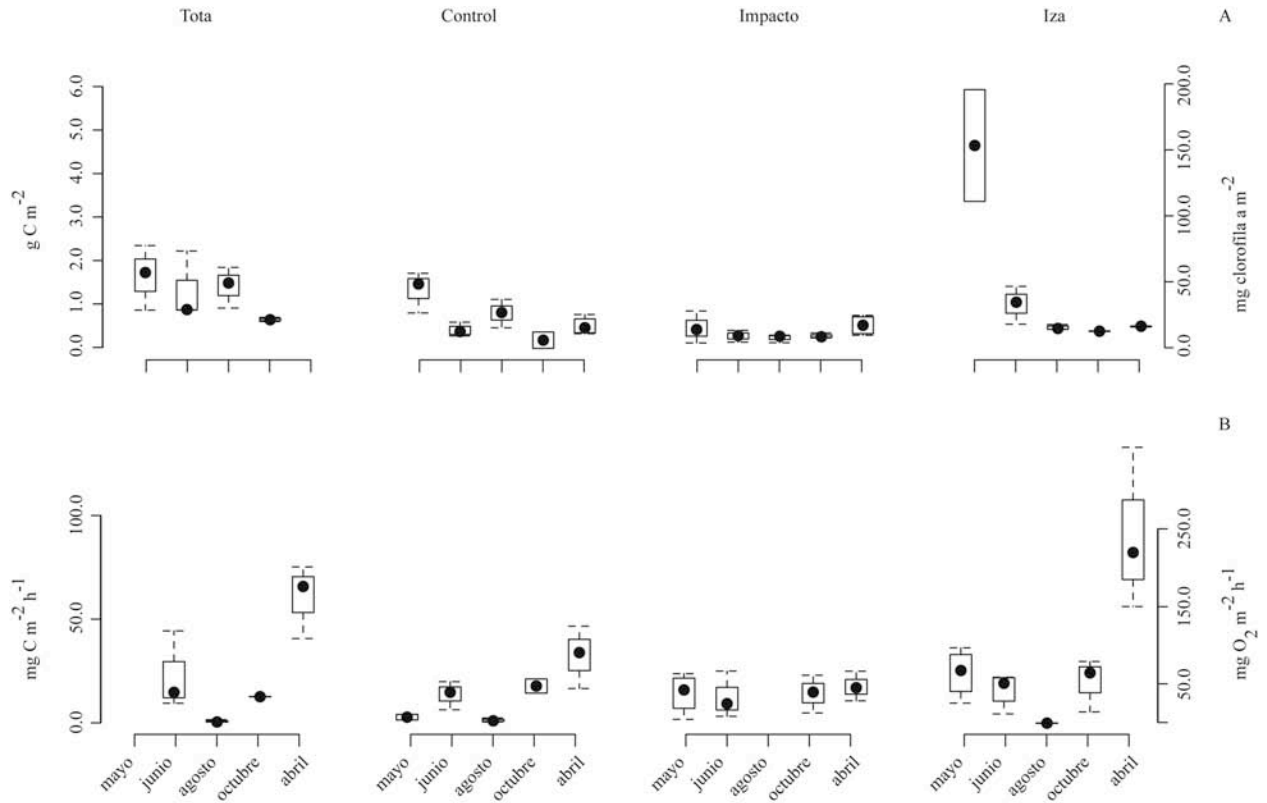 Tota
Control
Impacto
Iza
A
g C m⁻²
0.0
1.0
2.0
3.0
4.0
5.0
6.0
mg clorofila a m⁻²
0.0
50.0
100.0
150.0
200.0
B
mg C m⁻² h⁻¹
0.0
50.0
100.0
mg O₂ m⁻² h⁻¹
50.0
150.0
250.0
mayo
junio
agosto
octubre
abril
mayo
junio
agosto
octubre
abril
mayo
junio
agosto
octubre
abril
mayo
junio
agosto
octubre
abril